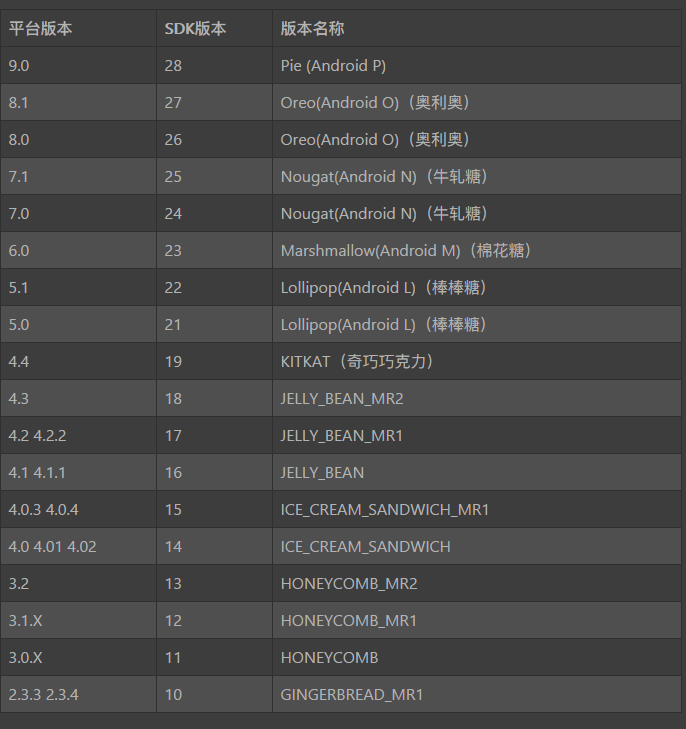 平台版本 SDK版本 版本名称
9.0 28 Pie (Android P)
8.1 27 Oreo(Android O)（奥利奥）
8.0 26 Oreo(Android O)（奥利奥）
7.1 25 Nougat(Android N)（牛轧糖）
7.0 24 Nougat(Android N)（牛轧糖）
6.0 23 Marshmallow(Android M)（棉花糖）
5.1 22 Lollipop(Android L)（棒棒糖）
5.0 21 Lollipop(Android L)（棒棒糖）
4.4 19 KITKAT（奇巧巧克力）
4.3 18 JELLY_BEAN_MR2
4.2 4.2.2 17 JELLY_BEAN_MR1
4.1 4.1.1 16 JELLY_BEAN
4.0.3 4.0.4 15 ICE_CREAM_SANDWICH_MR1
4.0 4.01 4.02 14 ICE_CREAM_SANDWICH
3.2 13 HONEYCOMB_MR2
3.1.X 12 HONEYCOMB_MR1
3.0.X 11 HONEYCOMB
2.3.3 2.3.4 10 GINGERBREAD_MR1